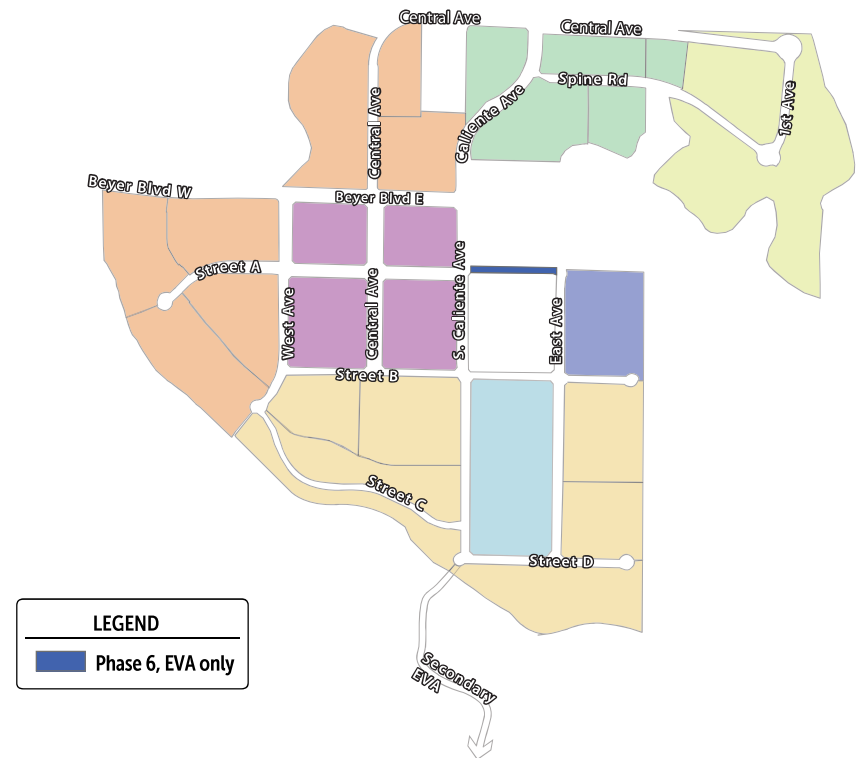 Central Ave
Central Ave
Spine Rd
Central Ave
Caliente Ave
1st Ave
Beyer Blvd W
Beyer Blvd E
Street A
West Ave
Central Ave
S. Caliente Ave
East Ave
Street B
Street C
Street D
LEGEND
Phase 6, EVA only
Secondary
EVA